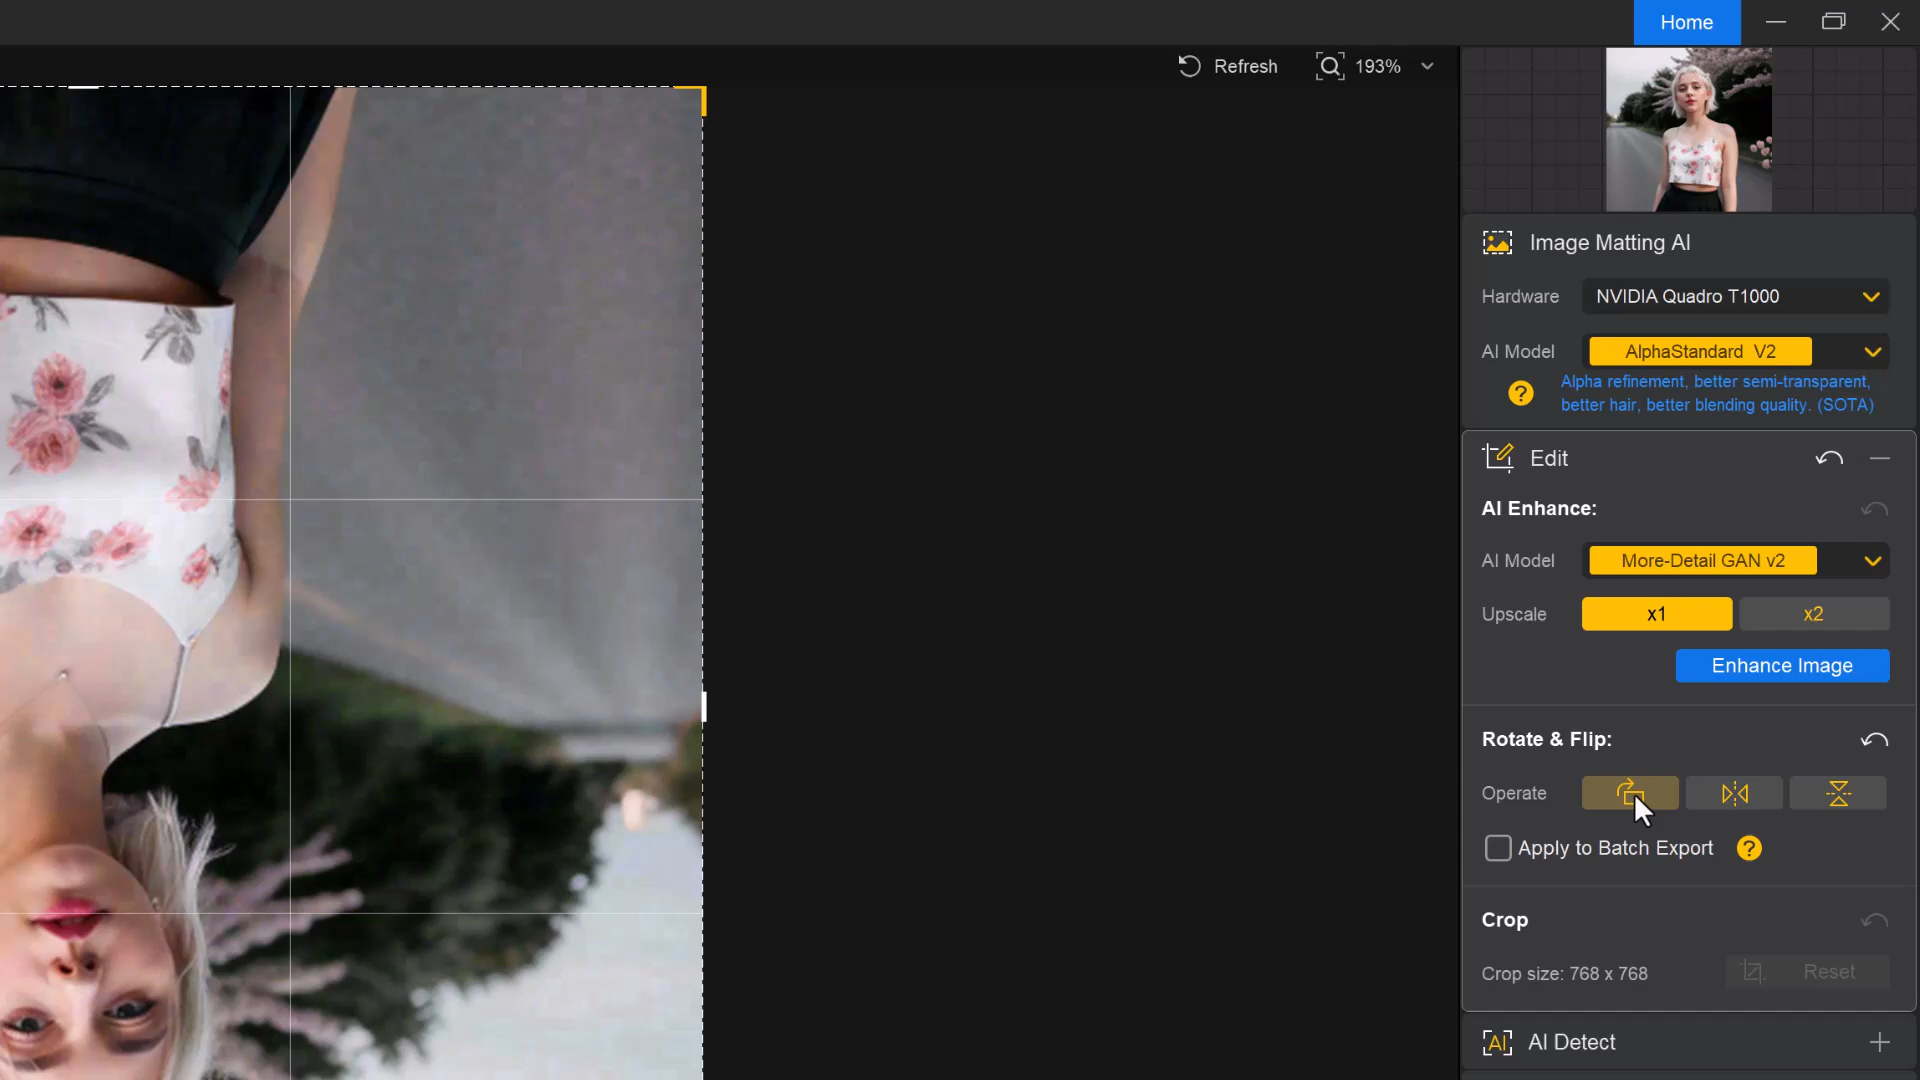 Home
Refresh
193%
Image Matting AI
Hardware
NVIDIA Quadro T1000
AI Model
AlphaStandard V2
?
Alpha refinement, better semi-transparent,
better hair, better blending quality. (SOTA)
Edit
AI Enhance:
AI Model
More-Detail GAN v2
Upscale
x1
x2
Enhance Image
Rotate & Flip:
Operate
Apply to Batch Export
?
Crop
Crop size: 768 x 768
Reset
AI
AI Detect